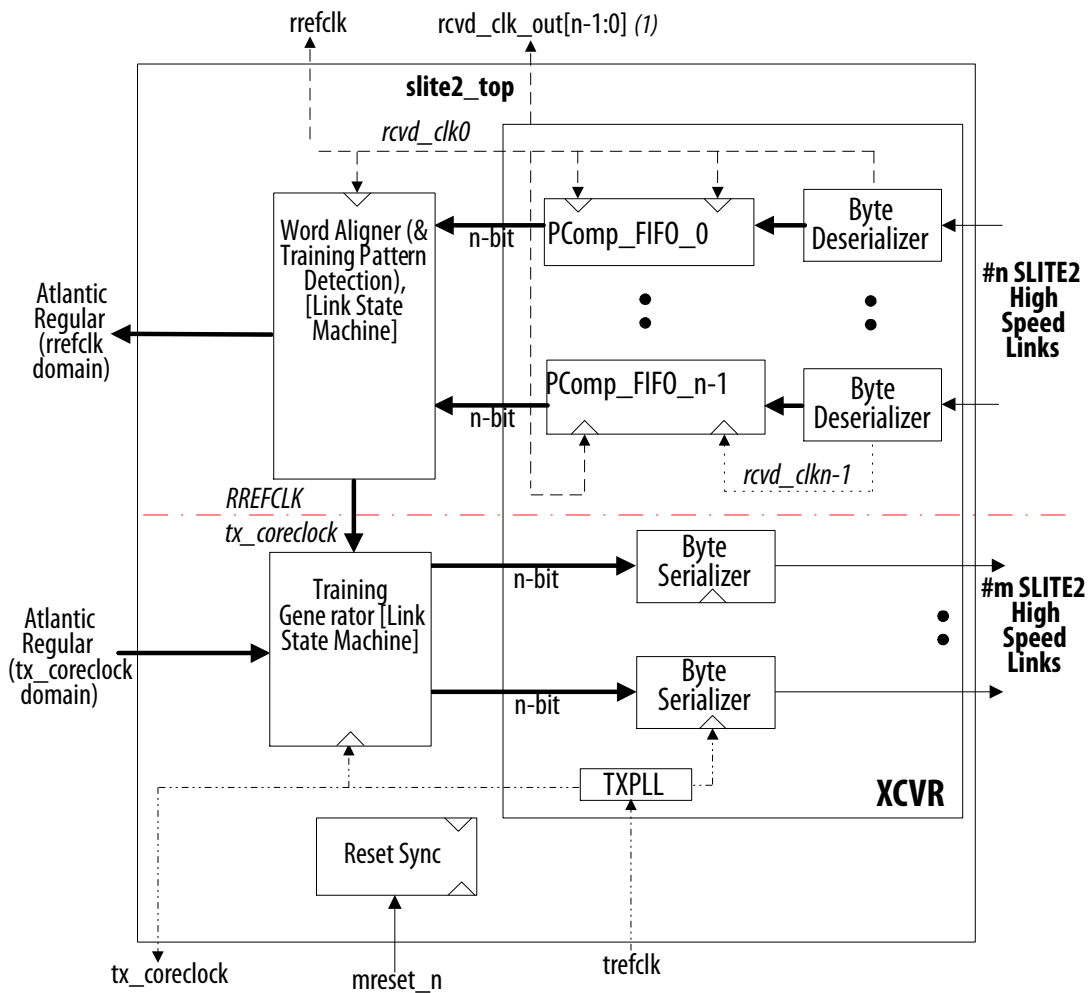 rrefclk
rcvd_clk_out[n-1:0] (1)
slite2_top
rcvd_clk0
Word Aligner (&
Training Pattern
Detection),
[Link State
Machine]
n-bit
PComp_FIFO_0
Byte
Deserializer
#n SLITE2
High
Speed
Links
Atlantic
Regular
(rrefclk
domain)
n-bit
PComp_FIFO_n-1
Byte
Deserializer
rcvd_clkn-1
RREFCLK
tx_coreclock
Training
Gene rator [Link
State Machine]
n-bit
Byte
Serializer
#m SLITE2
High
Speed
Links
Atlantic
Regular
(tx_coreclock
domain)
n-bit
Byte
Serializer
TXPLL
XCVR
Reset Sync
tx_coreclock
mreset_n
trefclk